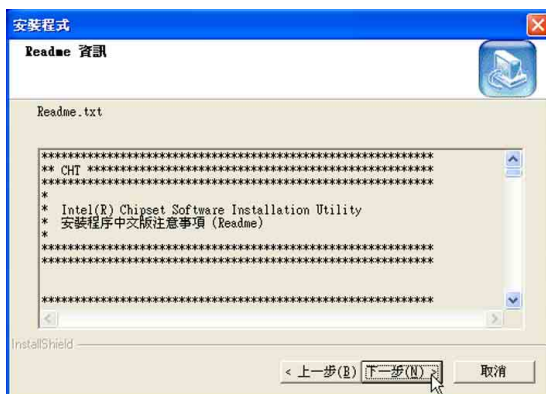 安裝程式
Readme 資訊
Readme.txt
************************************************************
** CHT *****************************************************
************************************************************
*
*  Intel(R) Chipset Software Installation Utility
*  安裝程序中文版注意事項 (Readme)
*
************************************************************
************************************************************
************************************************************
InstallShield
< 上一步(B)
下一步(N) >
取消